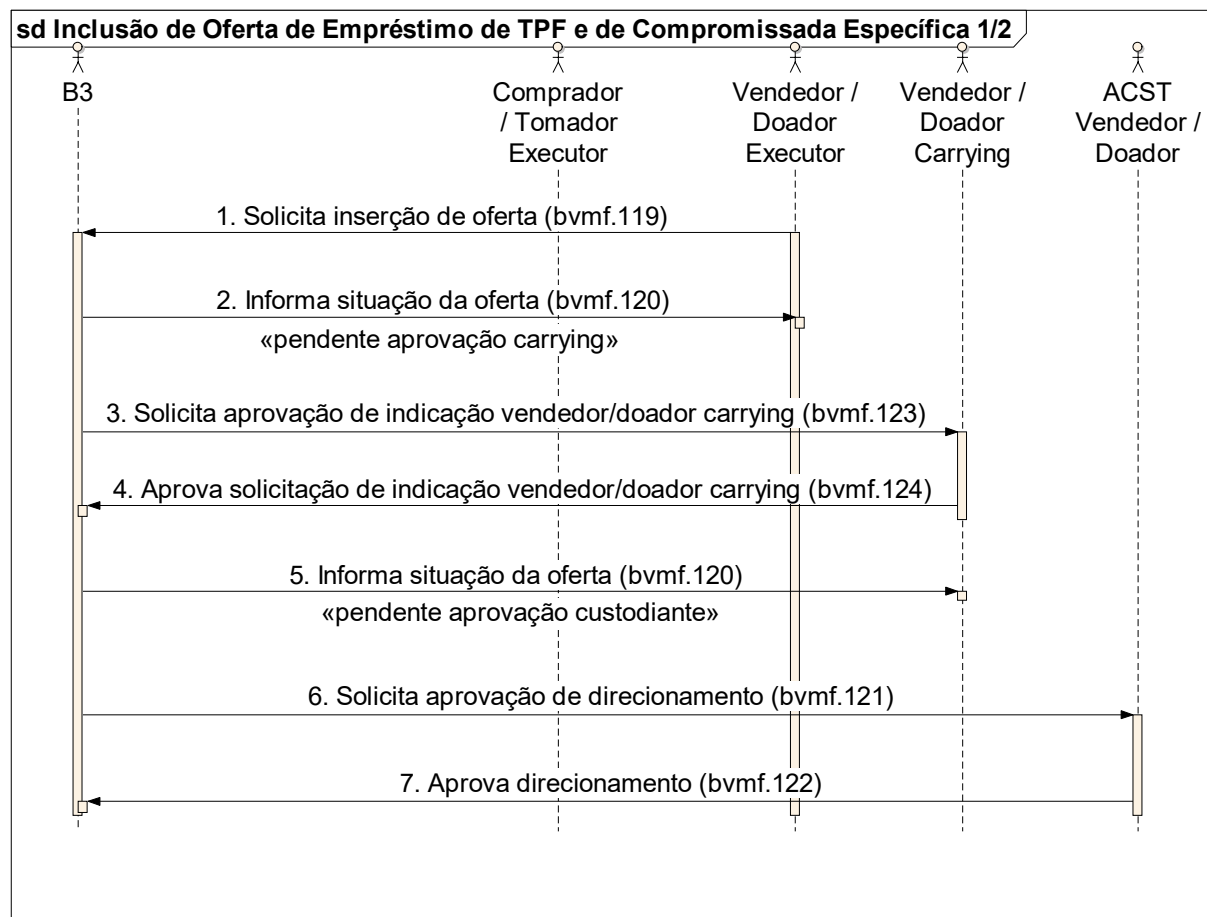 sd Inclusão de Oferta de Empréstimo de TPF e de Compromissada Específica 1/2
B3
Comprador
/ Tomador
Executor
Vendedor /
Doador
Executor
Vendedor /
Doador
Carrying
ACST
Vendedor /
Doador
1. Solicita inserção de oferta (bvmf.119)
2. Informa situação da oferta (bvmf.120)
«pendente aprovação carrying»
3. Solicita aprovação de indicação vendedor/doador carrying (bvmf.123)
4. Aprova solicitação de indicação vendedor/doador carrying (bvmf.124)
5. Informa situação da oferta (bvmf.120)
«pendente aprovação custodiante»
6. Solicita aprovação de direcionamento (bvmf.121)
7. Aprova direcionamento (bvmf.122)